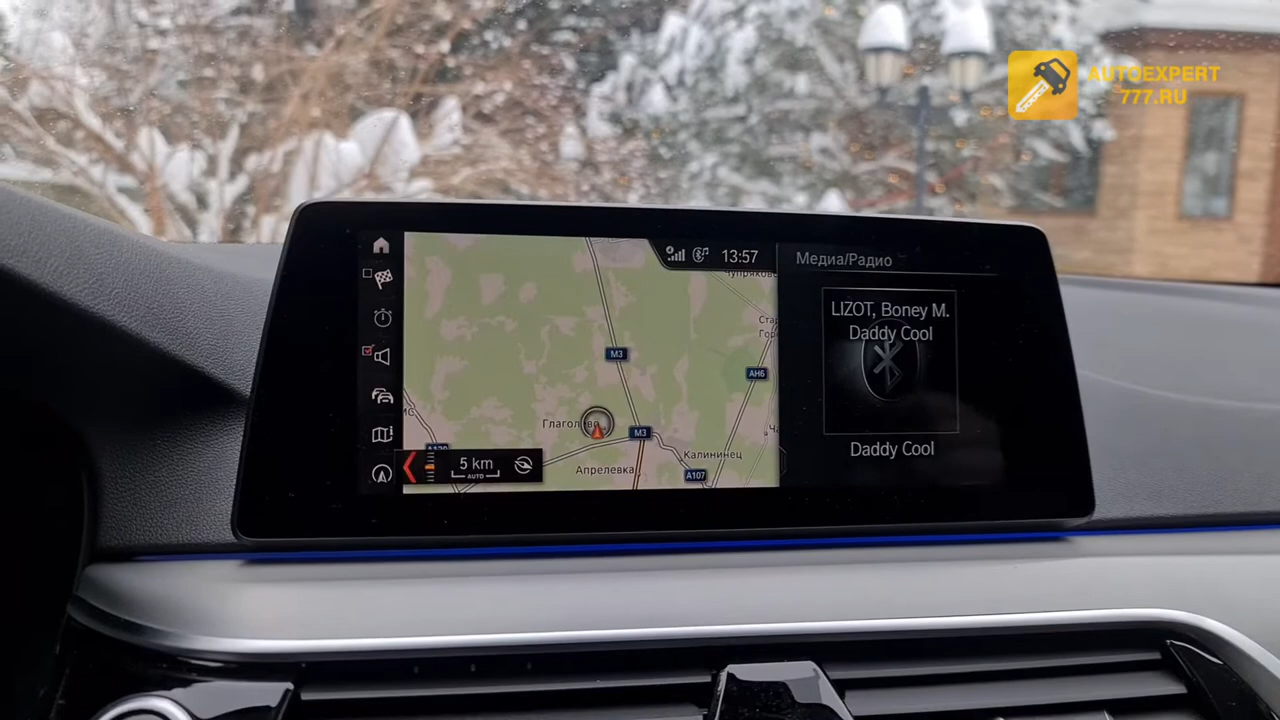 AUTOEXPERT
777.RU
13:57
Медиа/Радио
LIZOT, Boney M.
Daddy Cool
Daddy Cool
M3
AH6
M3
Калининец
Апрелевка
A107
5 km
AUTO